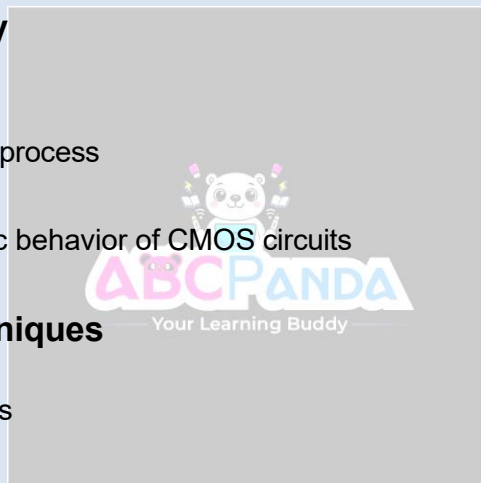 y
process
c behavior of CMOS circuits
ABCPANDA
Your Learning Buddy
niques
s